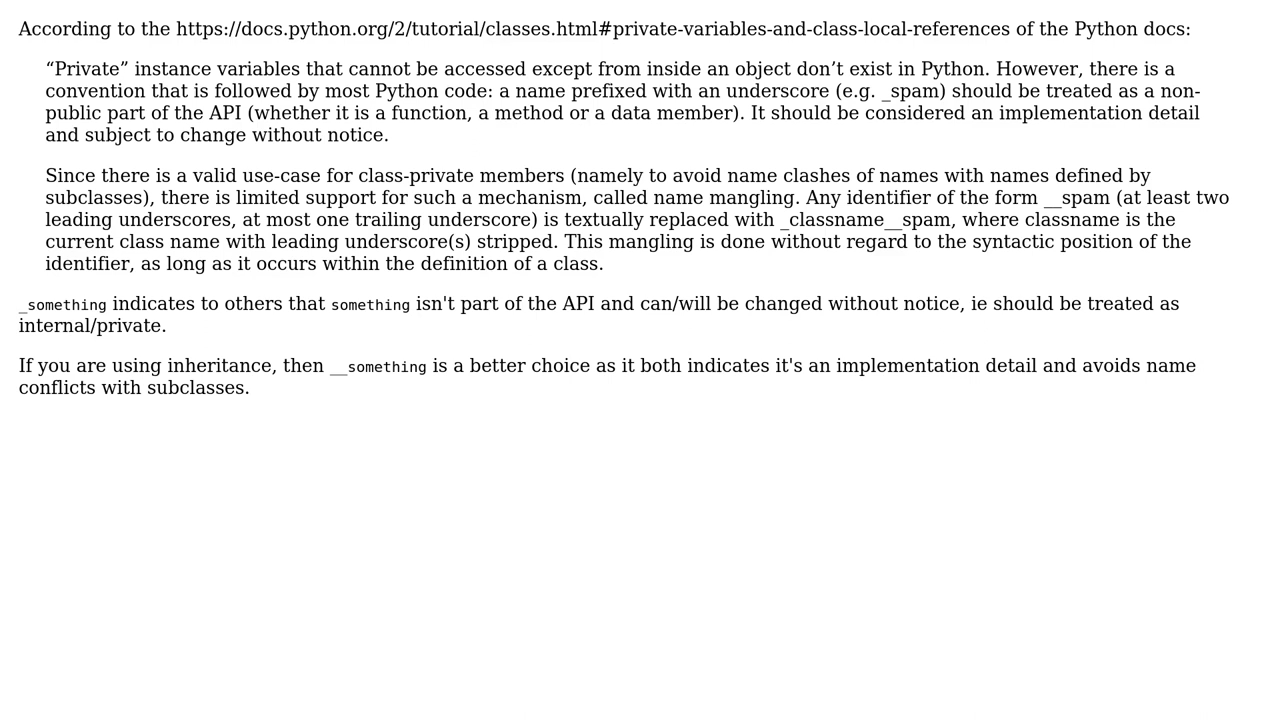 According to the https://docs.python.org/2/tutorial/classes.html#private-variables-and-class-local-references of the Python docs:
“Private” instance variables that cannot be accessed except from inside an object don’t exist in Python. However, there is a
convention that is followed by most Python code: a name prefixed with an underscore (e.g. _spam) should be treated as a non-
public part of the API (whether it is a function, a method or a data member). It should be considered an implementation detail
and subject to change without notice.
Since there is a valid use-case for class-private members (namely to avoid name clashes of names with names defined by
subclasses), there is limited support for such a mechanism, called name mangling. Any identifier of the form __spam (at least two
leading underscores, at most one trailing underscore) is textually replaced with _classname__spam, where classname is the
current class name with leading underscore(s) stripped. This mangling is done without regard to the syntactic position of the
identifier, as long as it occurs within the definition of a class.
_something indicates to others that something isn't part of the API and can/will be changed without notice, ie should be treated as
internal/private.
If you are using inheritance, then __something is a better choice as it both indicates it's an implementation detail and avoids name
conflicts with subclasses.